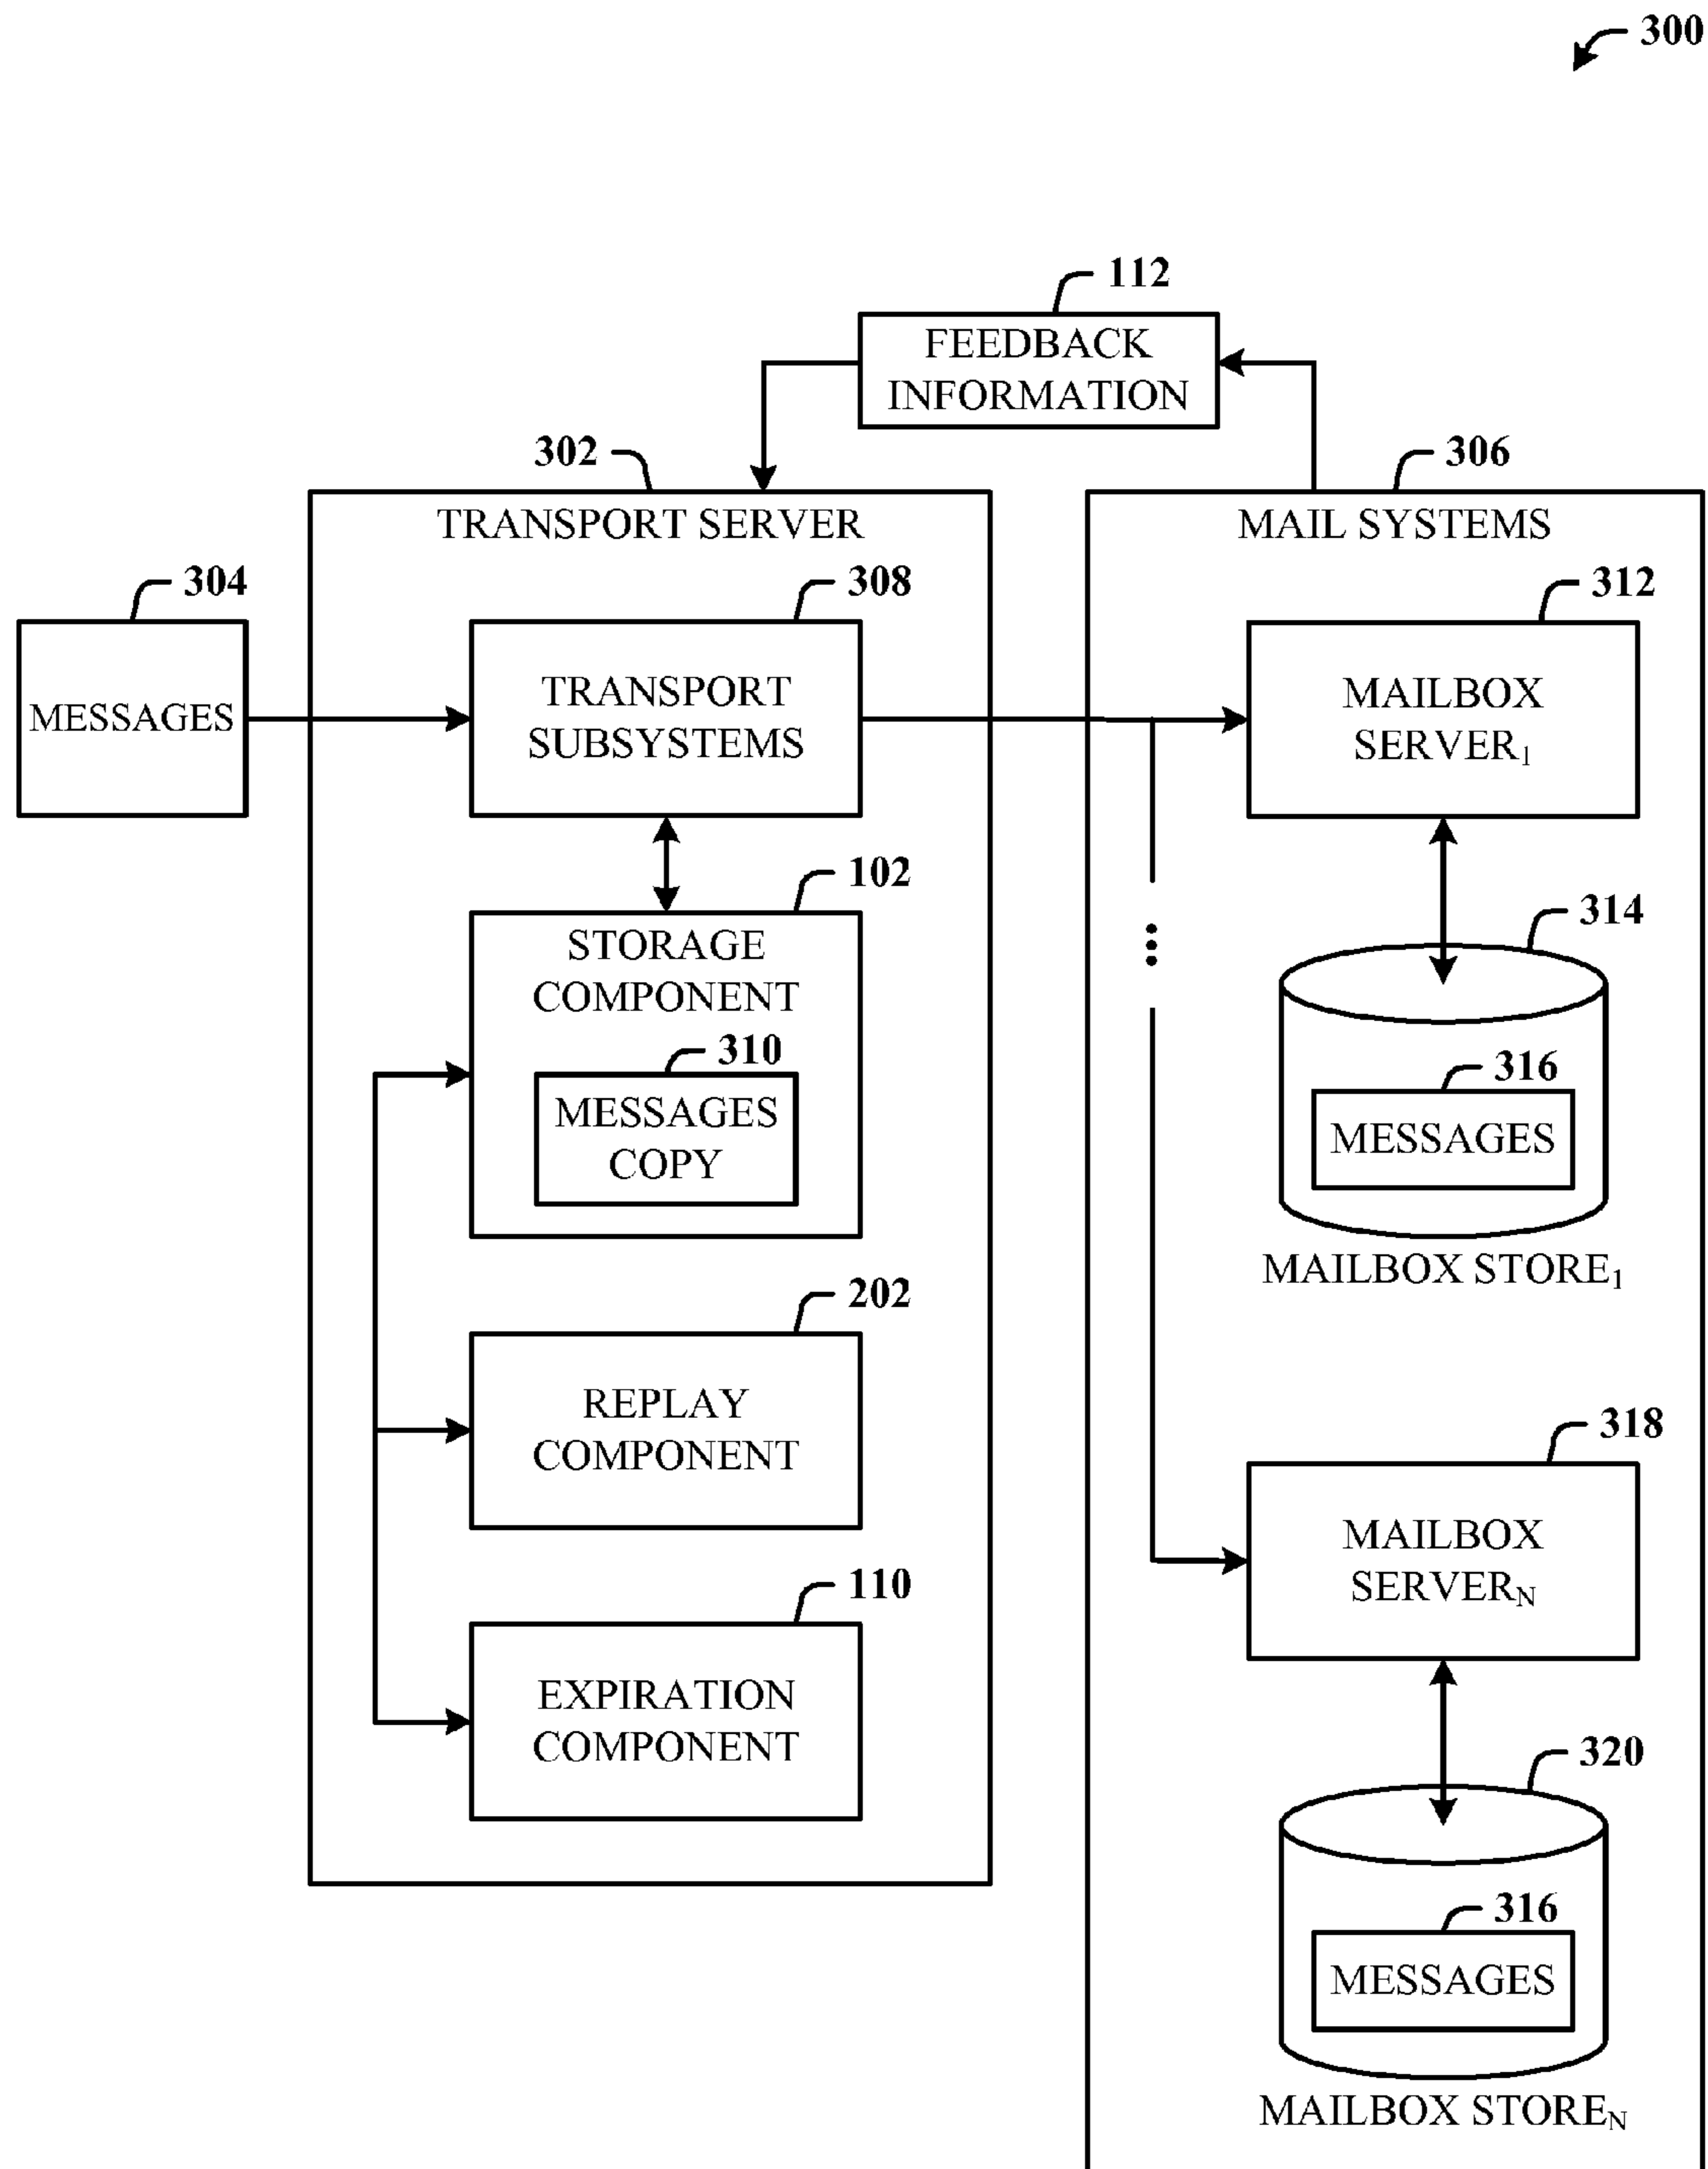 300
112
FEEDBACK
INFORMATION
302
306
TRANSPORT SERVER
MAIL SYSTEMS
304
308
312
MESSAGES
TRANSPORT
SUBSYSTEMS
MAILBOX
SERVER₁
102
STORAGE
COMPONENT
314
310
MESSAGES
COPY
316
MESSAGES
MAILBOX STORE₁
202
REPLAY
COMPONENT
318
MAILBOX
SERVER_N
110
EXPIRATION
COMPONENT
320
316
MESSAGES
MAILBOX STORE_N